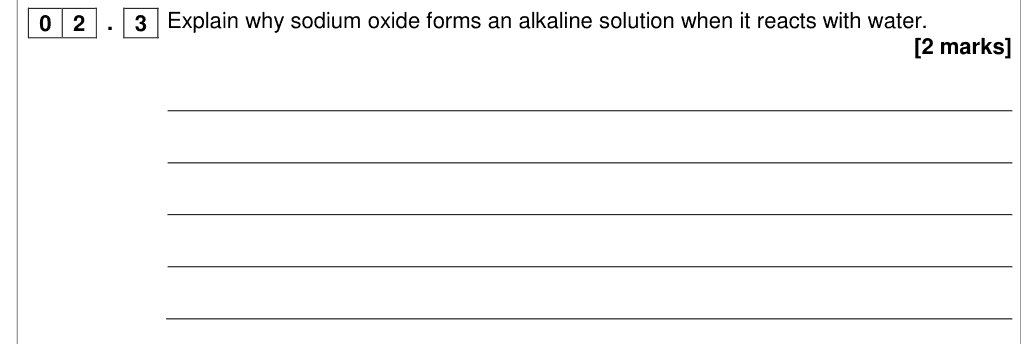 0 2 . 3 Explain why sodium oxide forms an alkaline solution when it reacts with water.
[2 marks]